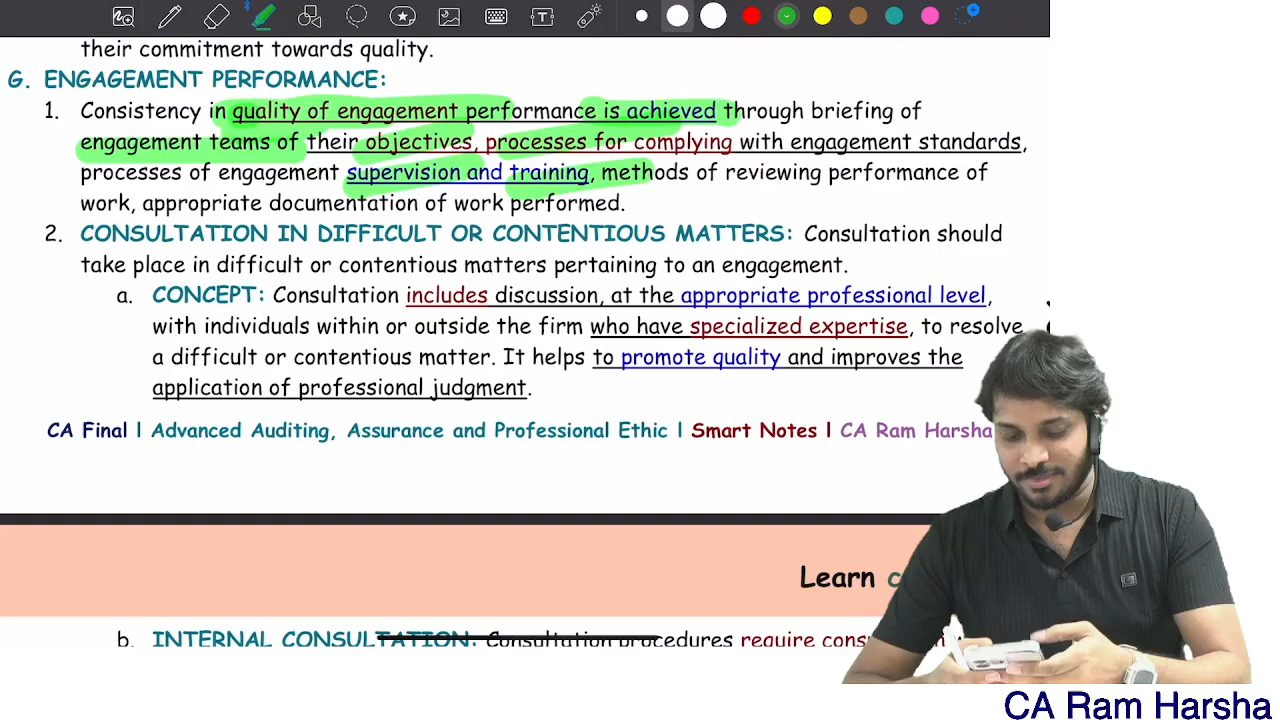 their commitment towards quality.
G. ENGAGEMENT PERFORMANCE:
1. Consistency in quality of engagement performance is achieved through briefing of
engagement teams of their objectives, processes for complying with engagement standards,
processes of engagement supervision and training, methods of reviewing performance of
work, appropriate documentation of work performed.
2. CONSULTATION IN DIFFICULT OR CONTENTIOUS MATTERS: Consultation should
take place in difficult or contentious matters pertaining to an engagement.
a. CONCEPT: Consultation includes discussion, at the appropriate professional level,
with individuals within or outside the firm who have specialized expertise, to resolve
a difficult or contentious matter. It helps to promote quality and improves the
application of professional judgment.
CA Final | Advanced Auditing, Assurance and Professional Ethic | Smart Notes | CA Ram Harsha
Learn
b. INTERNAL CONSULTATION: Consultation procedures require
CA Ram Harsha